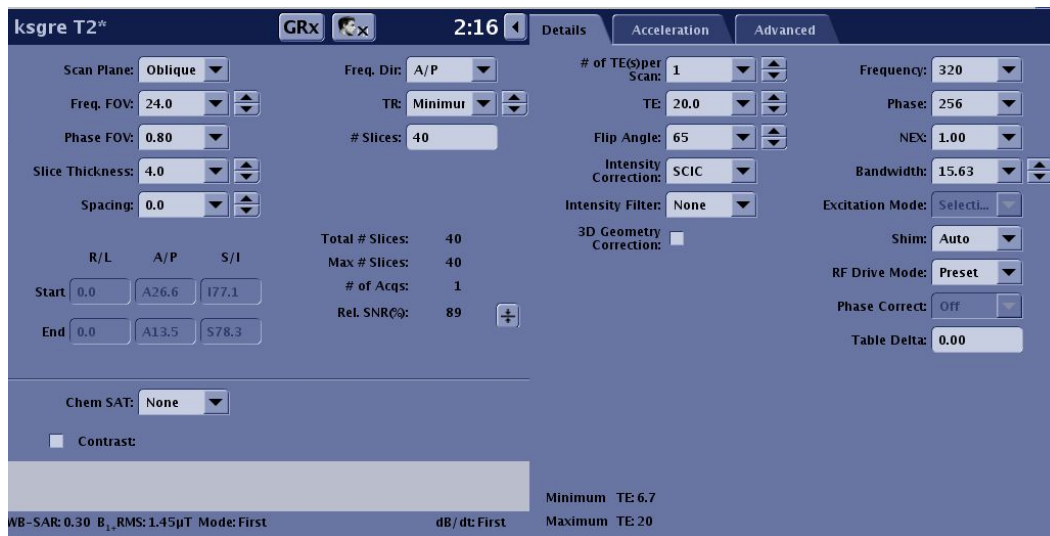 ksgre T2* GRx x 2:16
Details Acceleration Advanced
Scan Plane: Oblique
Freq. FOV: 24.0
Phase FOV: 0.80
Slice Thickness: 4.0
Spacing: 0.0
Freq. Dir: A/P
TR: Minimur
# Slices: 40
R/L A/P S/I
Start 0.0 A26.6 I77.1
End 0.0 A13.5 S78.3
Total # Slices: 40
Max # Slices: 40
# of Acqs: 1
Rel. SNR(%): 89
Chem SAT: None
Contrast:
WB-SAR: 0.30 B1+RMS: 1.45µT Mode: First dB/dt: First
# of TE(s)per Scan: 1
TE: 20.0
Flip Angle: 65
Intensity Correction: SCIC
Intensity Filter: None
3D Geometry Correction:
Frequency: 320
Phase: 256
NEX: 1.00
Bandwidth: 15.63
Excitation Mode: Selecti...
Shim: Auto
RF Drive Mode: Preset
Phase Correct: Off
Table Delta: 0.00
Minimum TE: 6.7
Maximum TE: 20